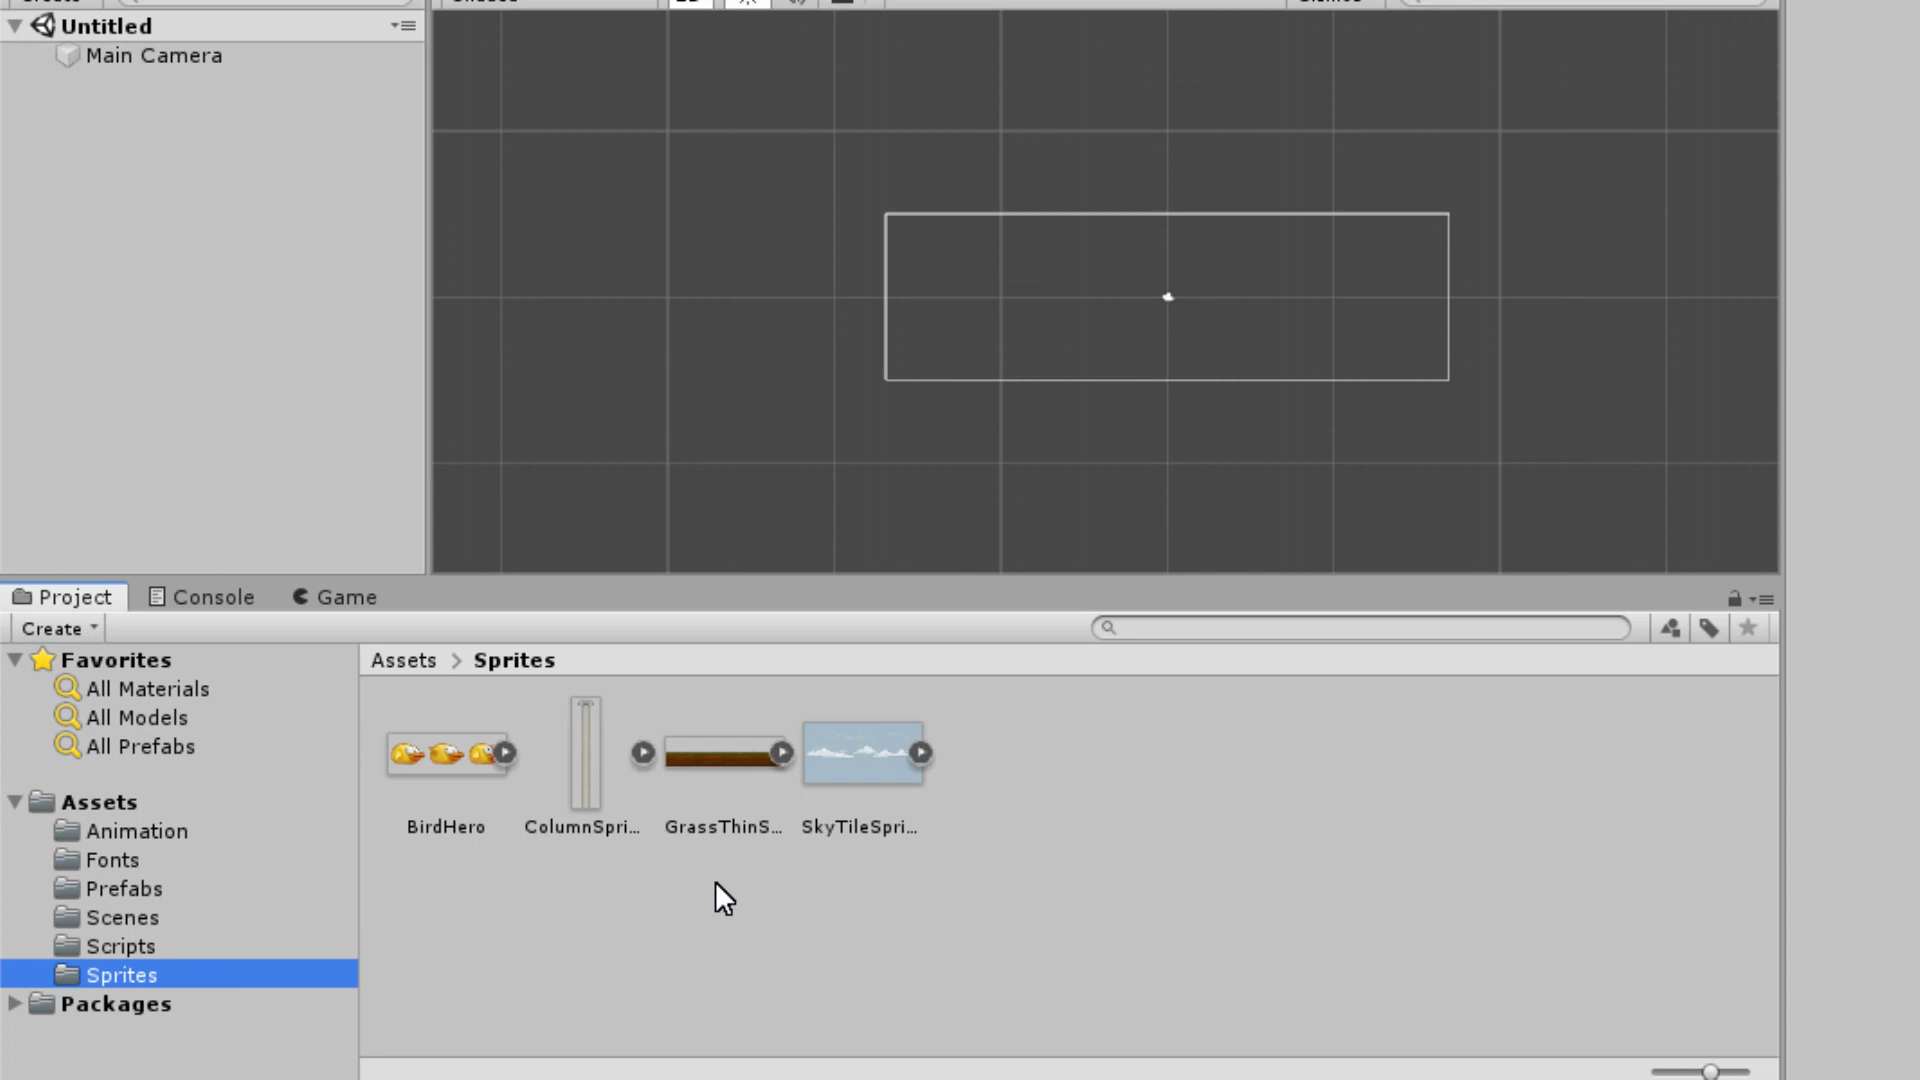 Untitled
Main Camera
Project
Console
Game
Create
Favorites
Assets > Sprites
All Materials
All Models
All Prefabs
Assets
Animation
BirdHero
ColumnSpri...
GrassThinS...
SkyTileSpri...
Fonts
Prefabs
Scenes
Scripts
Sprites
Packages